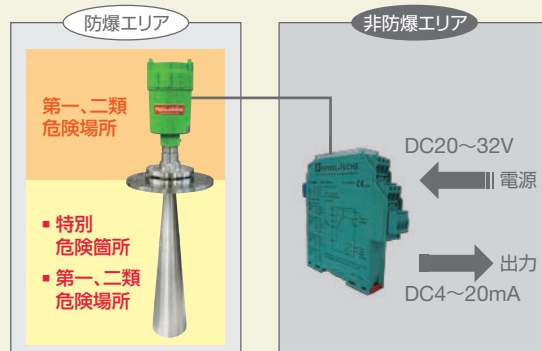 防爆エリア
非防爆エリア
第一、二類
危険場所
▪ 特別
危険箇所
▪ 第一、二類
危険場所
DC20～32V
電源
出力
DC4～20mA